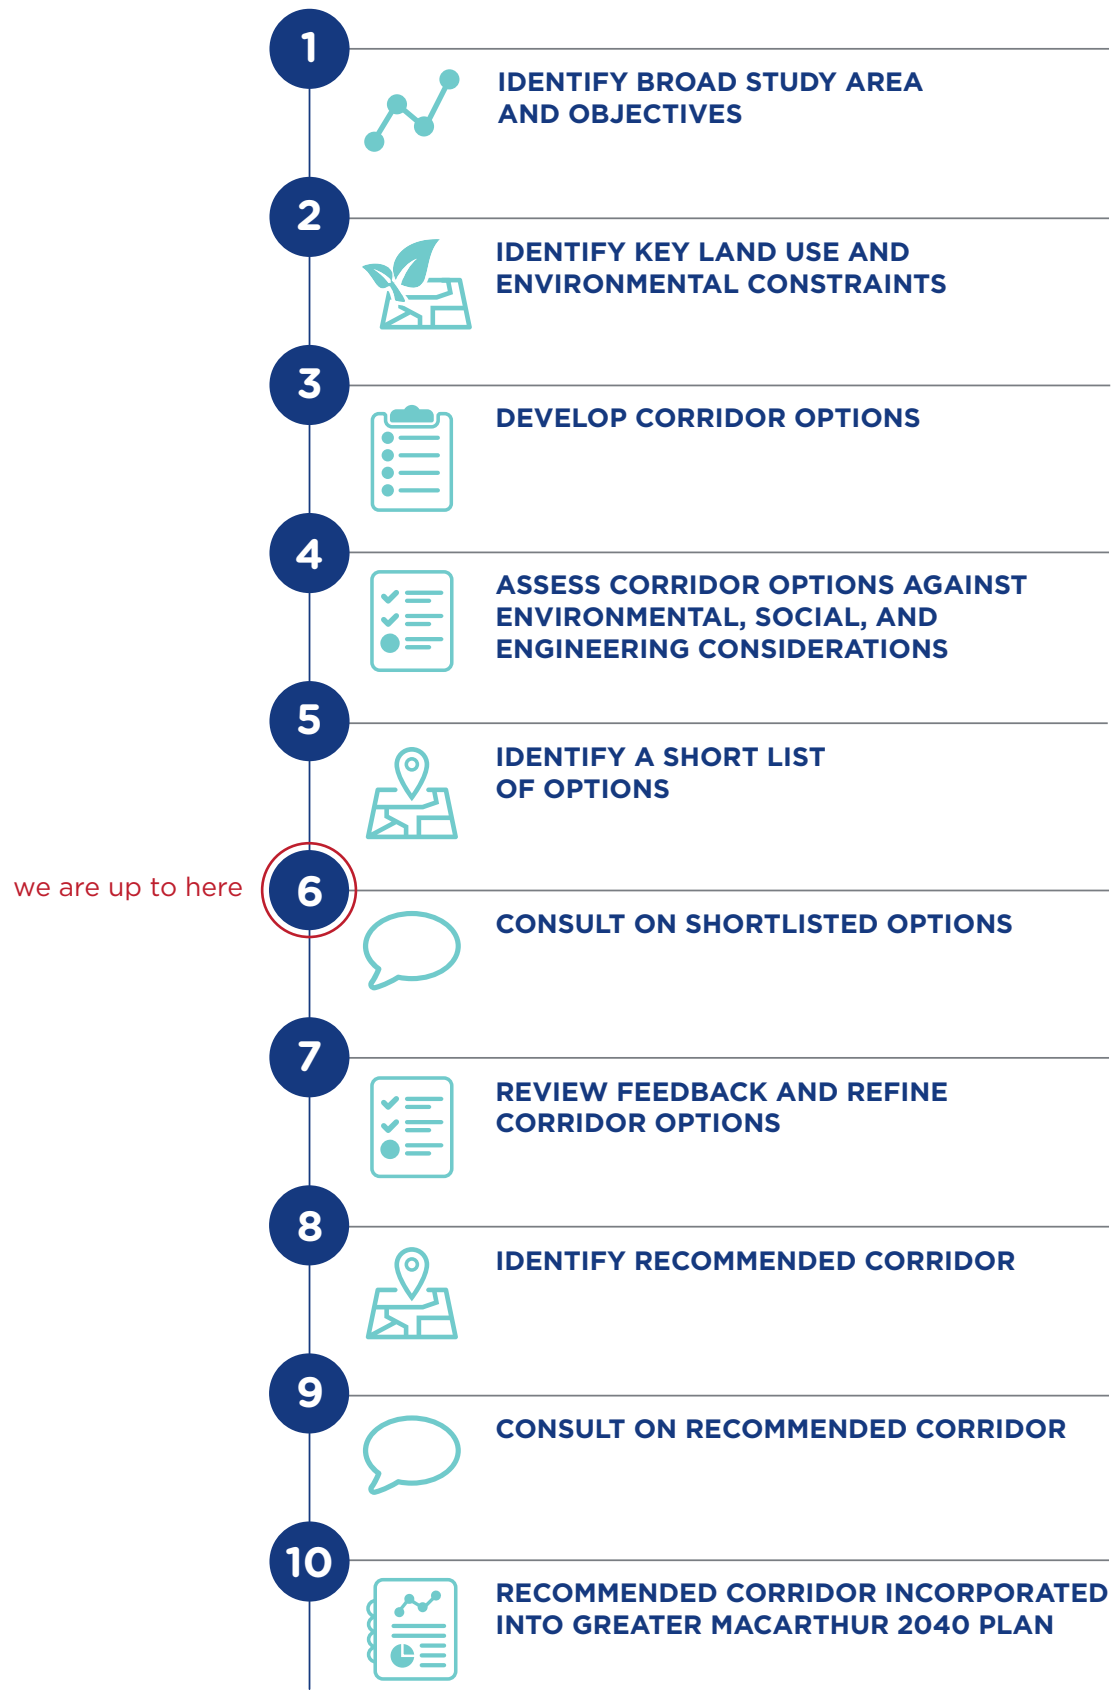 1
IDENTIFY BROAD STUDY AREA
AND OBJECTIVES
2
IDENTIFY KEY LAND USE AND
ENVIRONMENTAL CONSTRAINTS
3
DEVELOP CORRIDOR OPTIONS
4
ASSESS CORRIDOR OPTIONS AGAINST
ENVIRONMENTAL, SOCIAL, AND
ENGINEERING CONSIDERATIONS
5
IDENTIFY A SHORT LIST
OF OPTIONS
we are up to here
6
CONSULT ON SHORTLISTED OPTIONS
7
REVIEW FEEDBACK AND REFINE
CORRIDOR OPTIONS
8
IDENTIFY RECOMMENDED CORRIDOR
9
CONSULT ON RECOMMENDED CORRIDOR
10
RECOMMENDED CORRIDOR INCORPORATED
INTO GREATER MACARTHUR 2040 PLAN